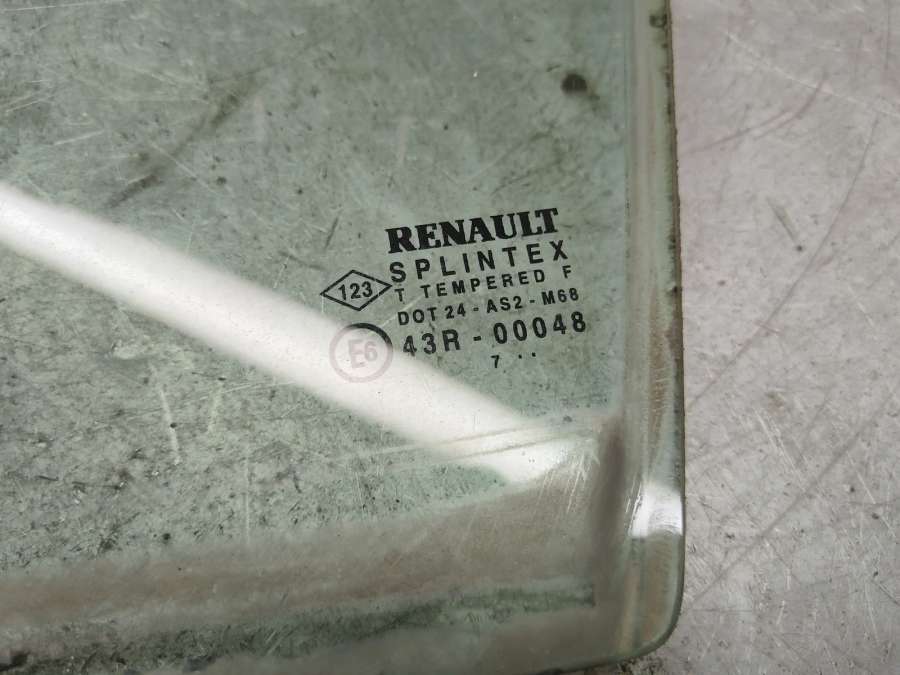 RENAULT
SPLINTEX
123
T TEMPERED F
DOT 24 - AS2 - M68
E6 43R - 00048
7 ..